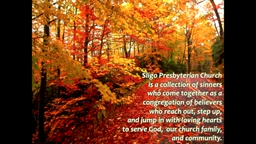 Sligo Presbyterian Church
is a collection of sinners
who come together as a
congregation of believers
who reach out, step up,
and jump in with loving hearts
to serve God, our church family,
and community.